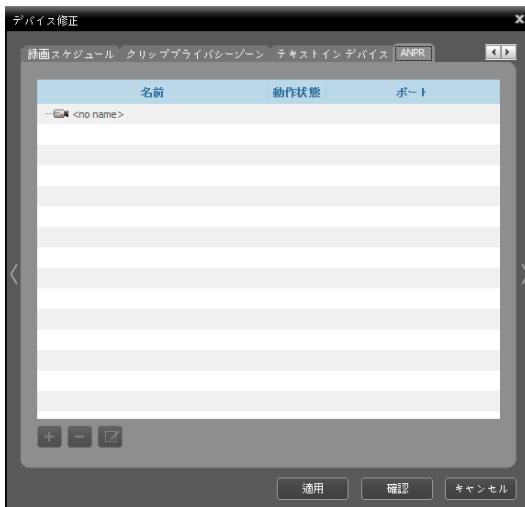 デバイス修正
録画スケジュール クリッププライバシーゾーン テキストイン デバイス ANPR
名前 動作状態 ポート
<no name>
適用 確認 キャンセル